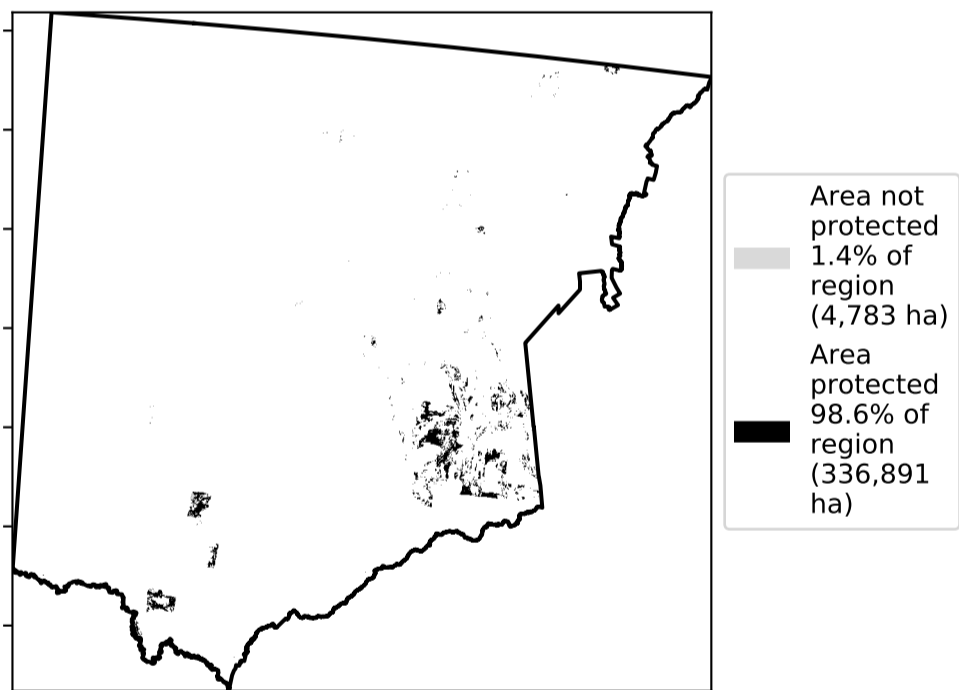 Area not
protected
1.4% of
region
(4,783 ha)
Area
protected
98.6% of
region
(336,891
ha)